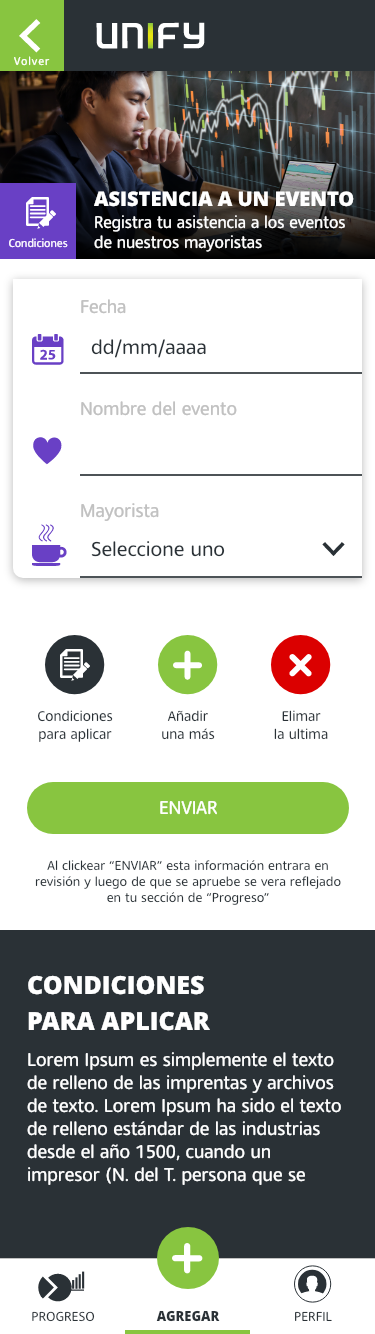 Volver
UNIFY
ASISTENCIA A UN EVENTO
Registra tu asistencia a los eventos
de nuestros mayoristas
Condiciones
Fecha
25
dd/mm/aaaa
Nombre del evento
Mayorista
Seleccione uno
Condiciones
para aplicar
Añadir
una más
Elimar
la ultima
ENVIAR
Al clickear “ENVIAR” esta información entrara en
revisión y luego de que se apruebe se vera reflejado
en tu sección de “Progreso”
CONDICIONES
PARA APLICAR
Lorem Ipsum es simplemente el texto
de relleno de las imprentas y archivos
de texto. Lorem Ipsum ha sido el texto
de relleno estándar de las industrias
desde el año 1500, cuando un
impresor (N. del T. persona que se
PROGRESO
AGREGAR
PERFIL